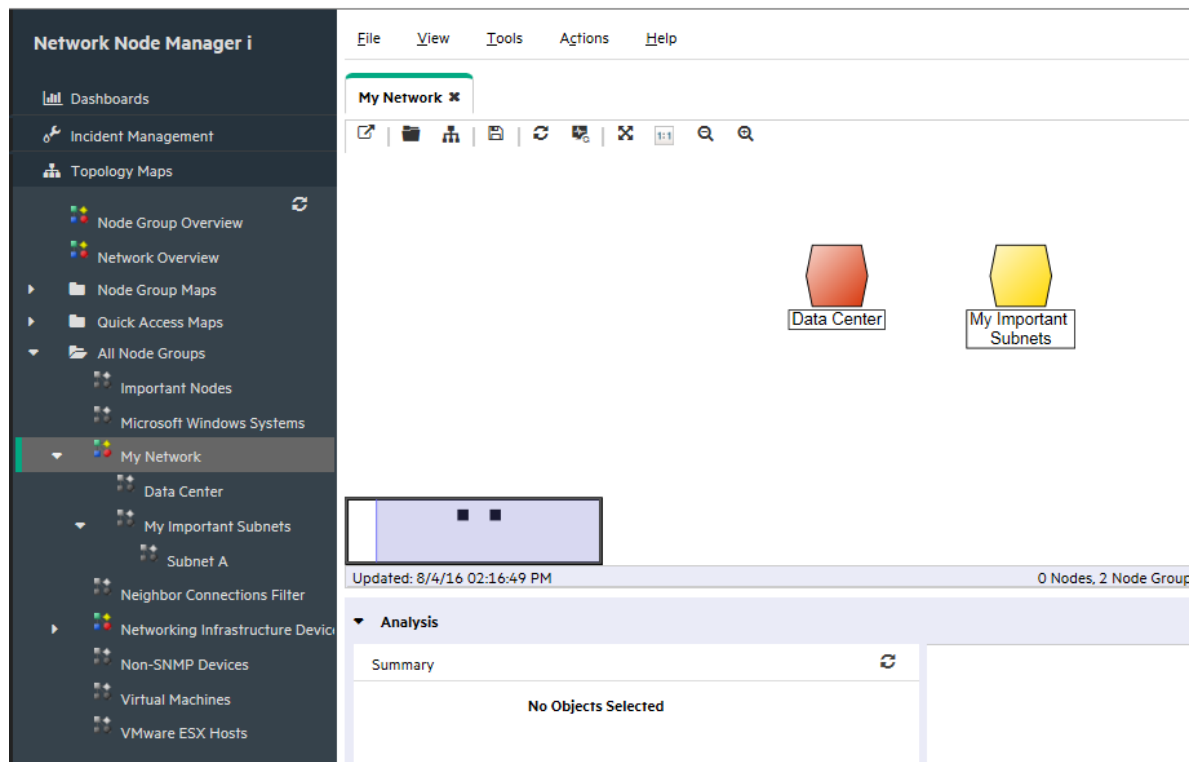 Network Node Manager i
Dashboards
Incident Management
Topology Maps
Node Group Overview
Network Overview
Node Group Maps
Quick Access Maps
All Node Groups
Important Nodes
Microsoft Windows Systems
My Network
Data Center
My Important Subnets
Subnet A
Neighbor Connections Filter
Networking Infrastructure Device
Non-SNMP Devices
Virtual Machines
VMware ESX Hosts
File View Tools Actions Help
My Network
1:1
Data Center
My Important
Subnets
Updated: 8/4/16 02:16:49 PM 0 Nodes, 2 Node Group
Analysis
Summary
No Objects Selected